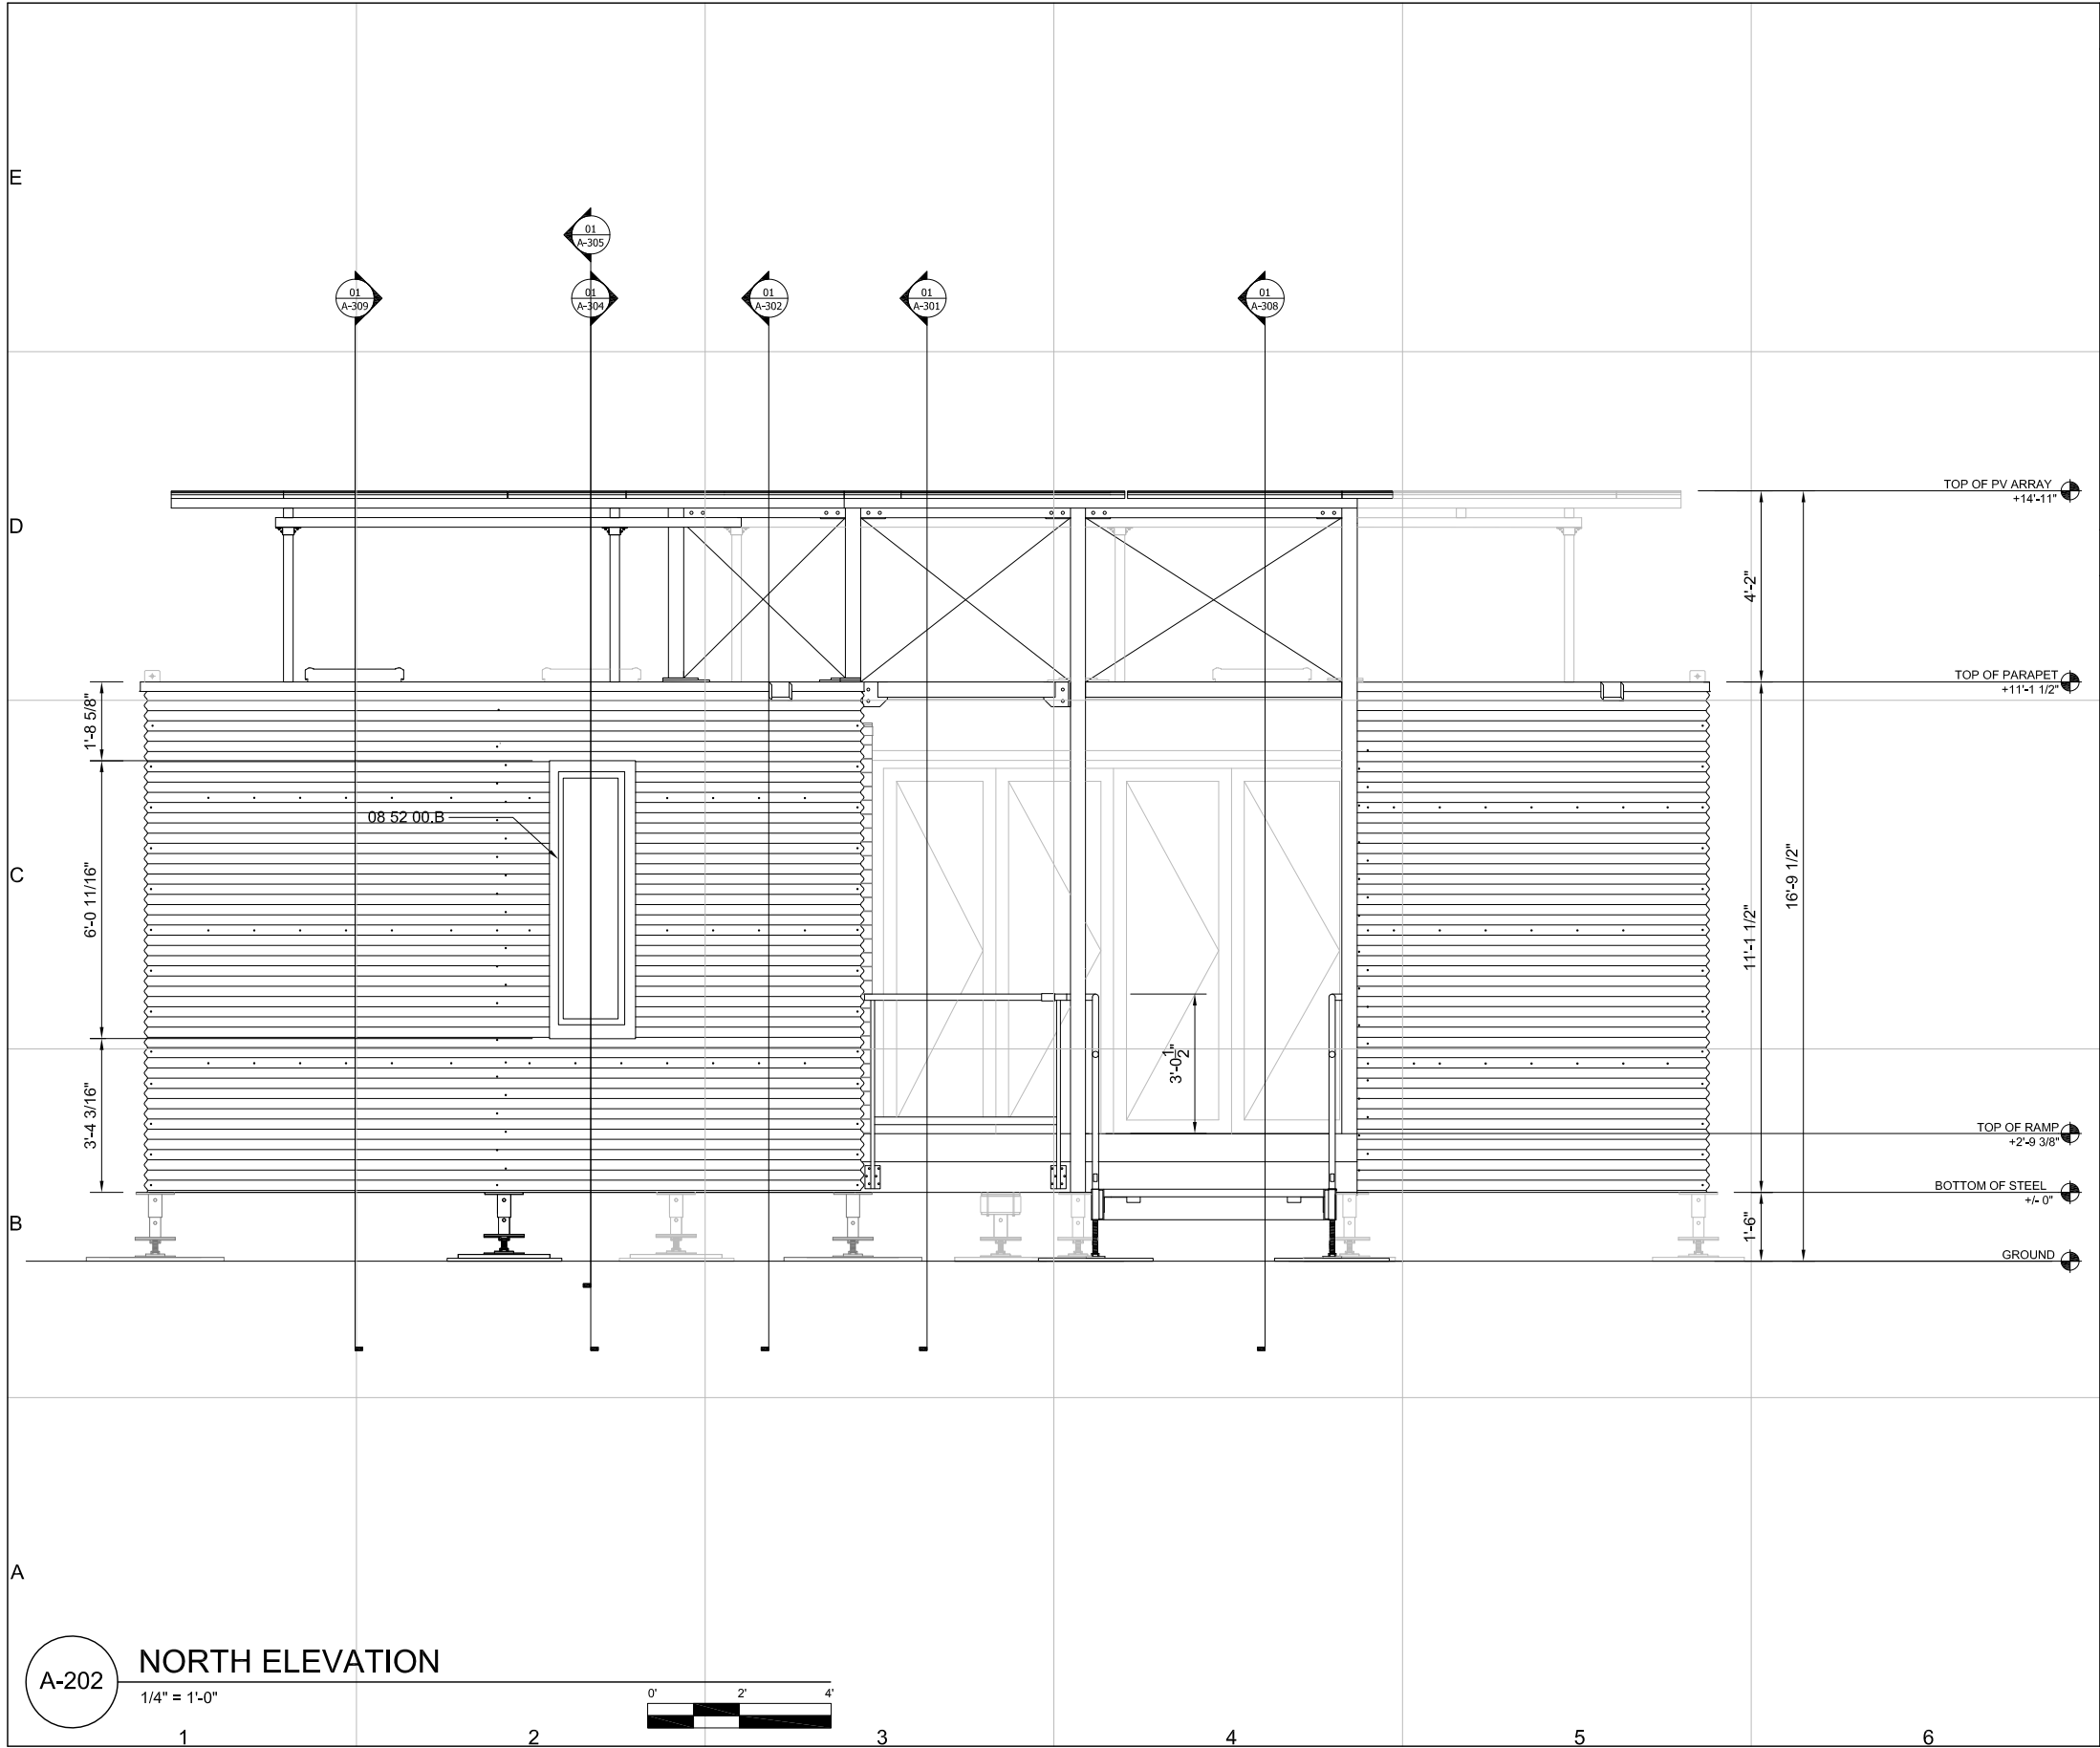 E
01
A-305
01
A-309
01
A-304
01
A-302
01
A-301
01
A-308
D
TOP OF PV ARRAY
+14'-11"
4'-2"
TOP OF PARAPET
+11'-1 1/2"
1'-8 5/8"
08 52 00.B
C
6'-0 11/16"
16'-9 1/2"
11'-1 1/2"
3'-0 1/2"
3'-4 3/16"
TOP OF RAMP
+2'-9 3/8"
BOTTOM OF STEEL
+/- 0"
B
1'-6"
GROUND
A
A-202
NORTH ELEVATION
1/4" = 1'-0"
0' 2' 4'
1 2 3 4 5 6